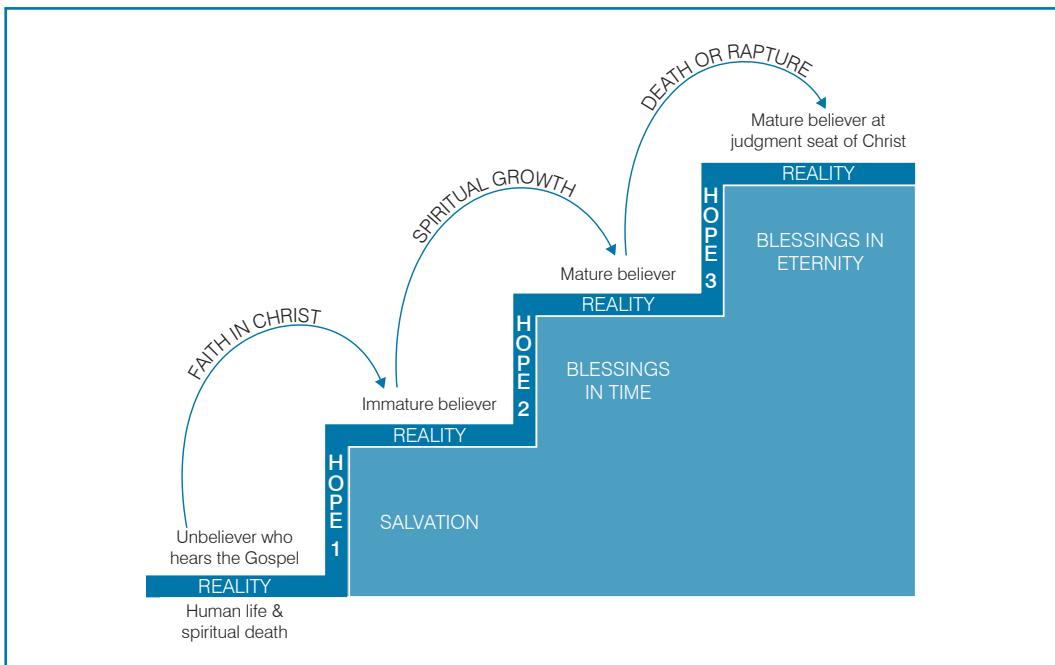 DEATH OR RAPTURE
Mature believer at
judgment seat of Christ
REALITY
HOPE 3
BLESSINGS IN
ETERNITY
SPIRITUAL GROWTH
Mature believer
REALITY
HOPE 2
BLESSINGS
IN TIME
FAITH IN CHRIST
Immature believer
REALITY
HOPE 1
SALVATION
Unbeliever who
hears the Gospel
REALITY
Human life &
spiritual death